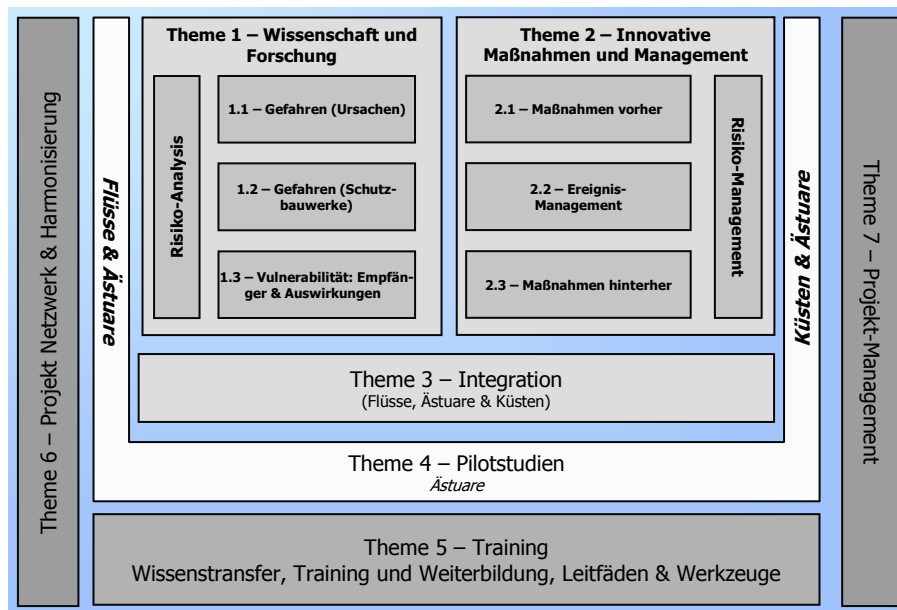 Theme 6 – Projekt Netzwerk & Harmonisierung
Flüsse & Ästuare
Theme 1 – Wissenschaft und
Forschung
Risiko-Analysis
1.1 – Gefahren (Ursachen)
1.2 – Gefahren (Schutz-
bauwerke)
1.3 – Vulnerabilität: Empfän-
ger & Auswirkungen
Theme 2 – Innovative
Maßnahmen und Management
2.1 – Maßnahmen vorher
2.2 – Ereignis-
Management
2.3 – Maßnahmen hinterher
Risiko-Management
Küsten & Ästuare
Theme 7 – Projekt-Management
Theme 3 – Integration
(Flüsse, Ästuare & Küsten)
Theme 4 – Pilotstudien
Ästuare
Theme 5 – Training
Wissenstransfer, Training und Weiterbildung, Leitfäden & Werkzeuge